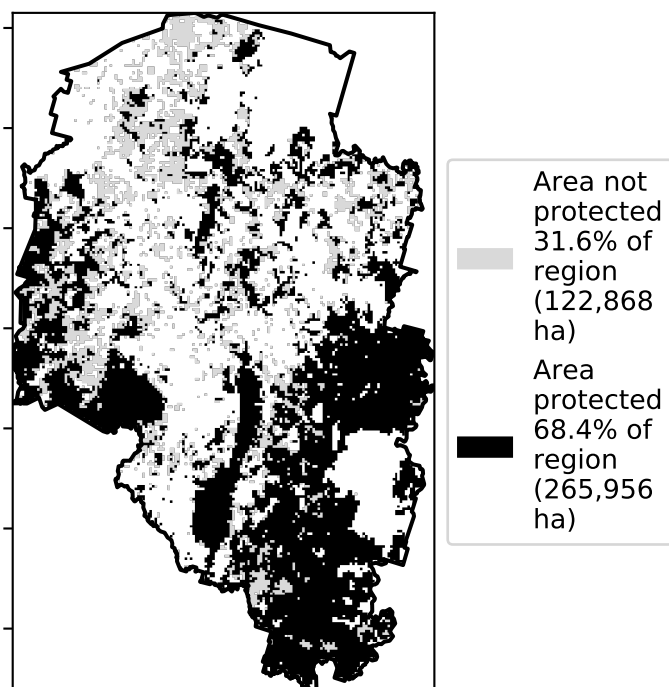 Area not
protected
31.6% of
region
(122,868
ha)
Area
protected
68.4% of
region
(265,956
ha)